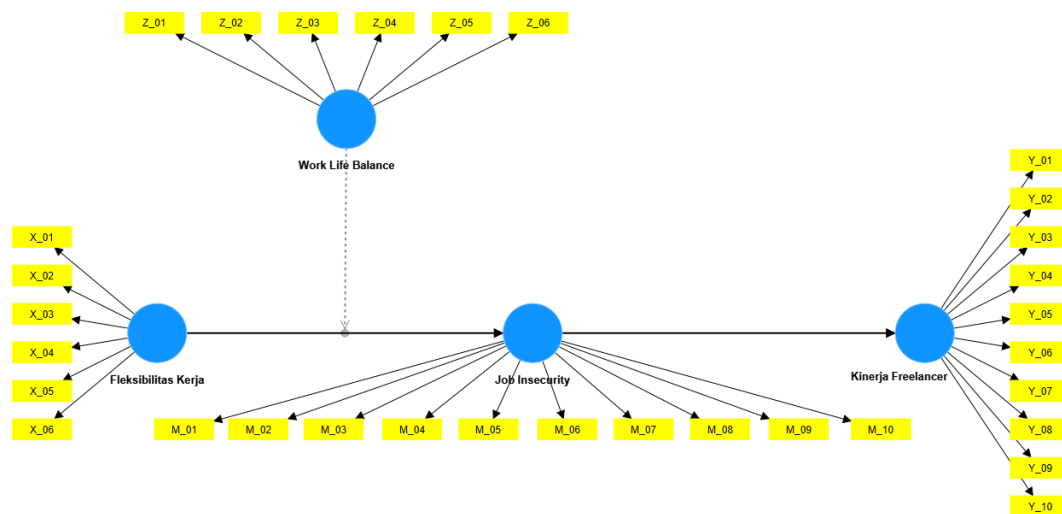 Z_01
Z_02
Z_03
Z_04
Z_05
Z_06
Work Life Balance
X_01
X_02
X_03
X_04
X_05
X_06
Fleksibilitas Kerja
Job Insecurity
M_01
M_02
M_03
M_04
M_05
M_06
M_07
M_08
M_09
M_10
Kinerja Freelancer
Y_01
Y_02
Y_03
Y_04
Y_05
Y_06
Y_07
Y_08
Y_09
Y_10